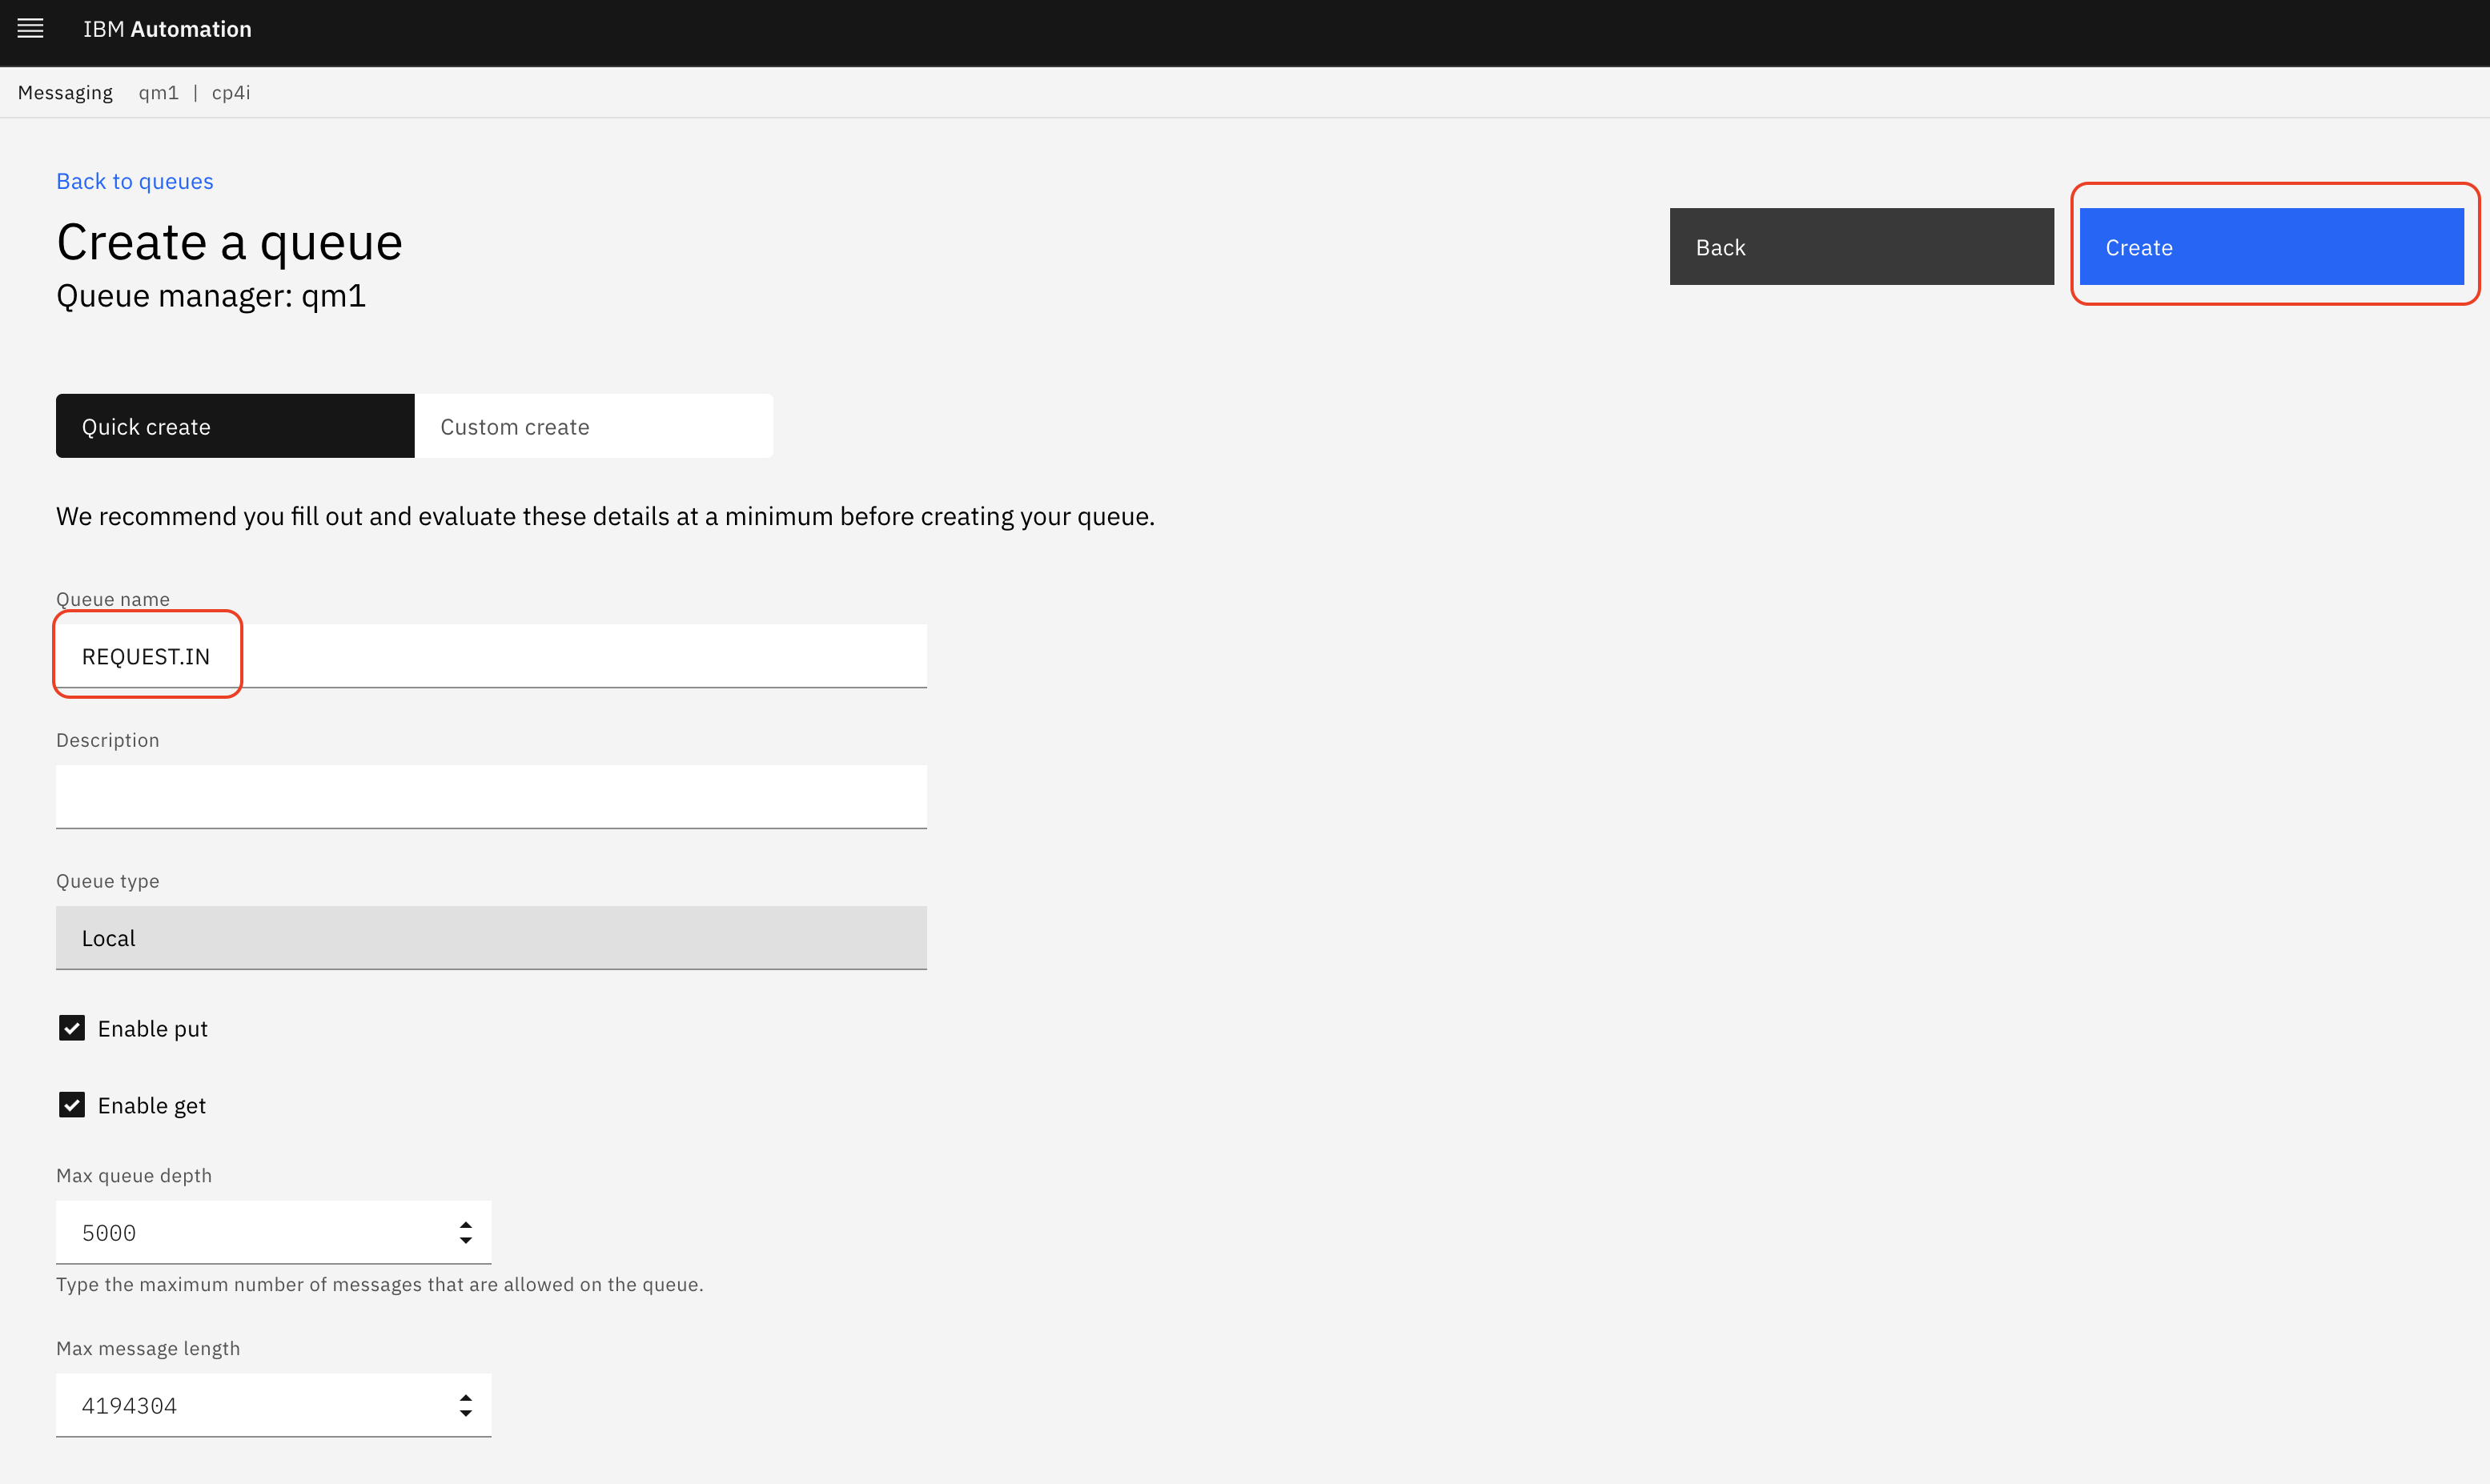 IBM Automation
Messaging qm1 | cp4i
Back to queues
Create a queue
Queue manager: qm1
Back
Create
Quick create
Custom create
We recommend you fill out and evaluate these details at a minimum before creating your queue.
Queue name
REQUEST.IN
Description
Queue type
Local
Enable put
Enable get
Max queue depth
5000
Type the maximum number of messages that are allowed on the queue.
Max message length
4194304